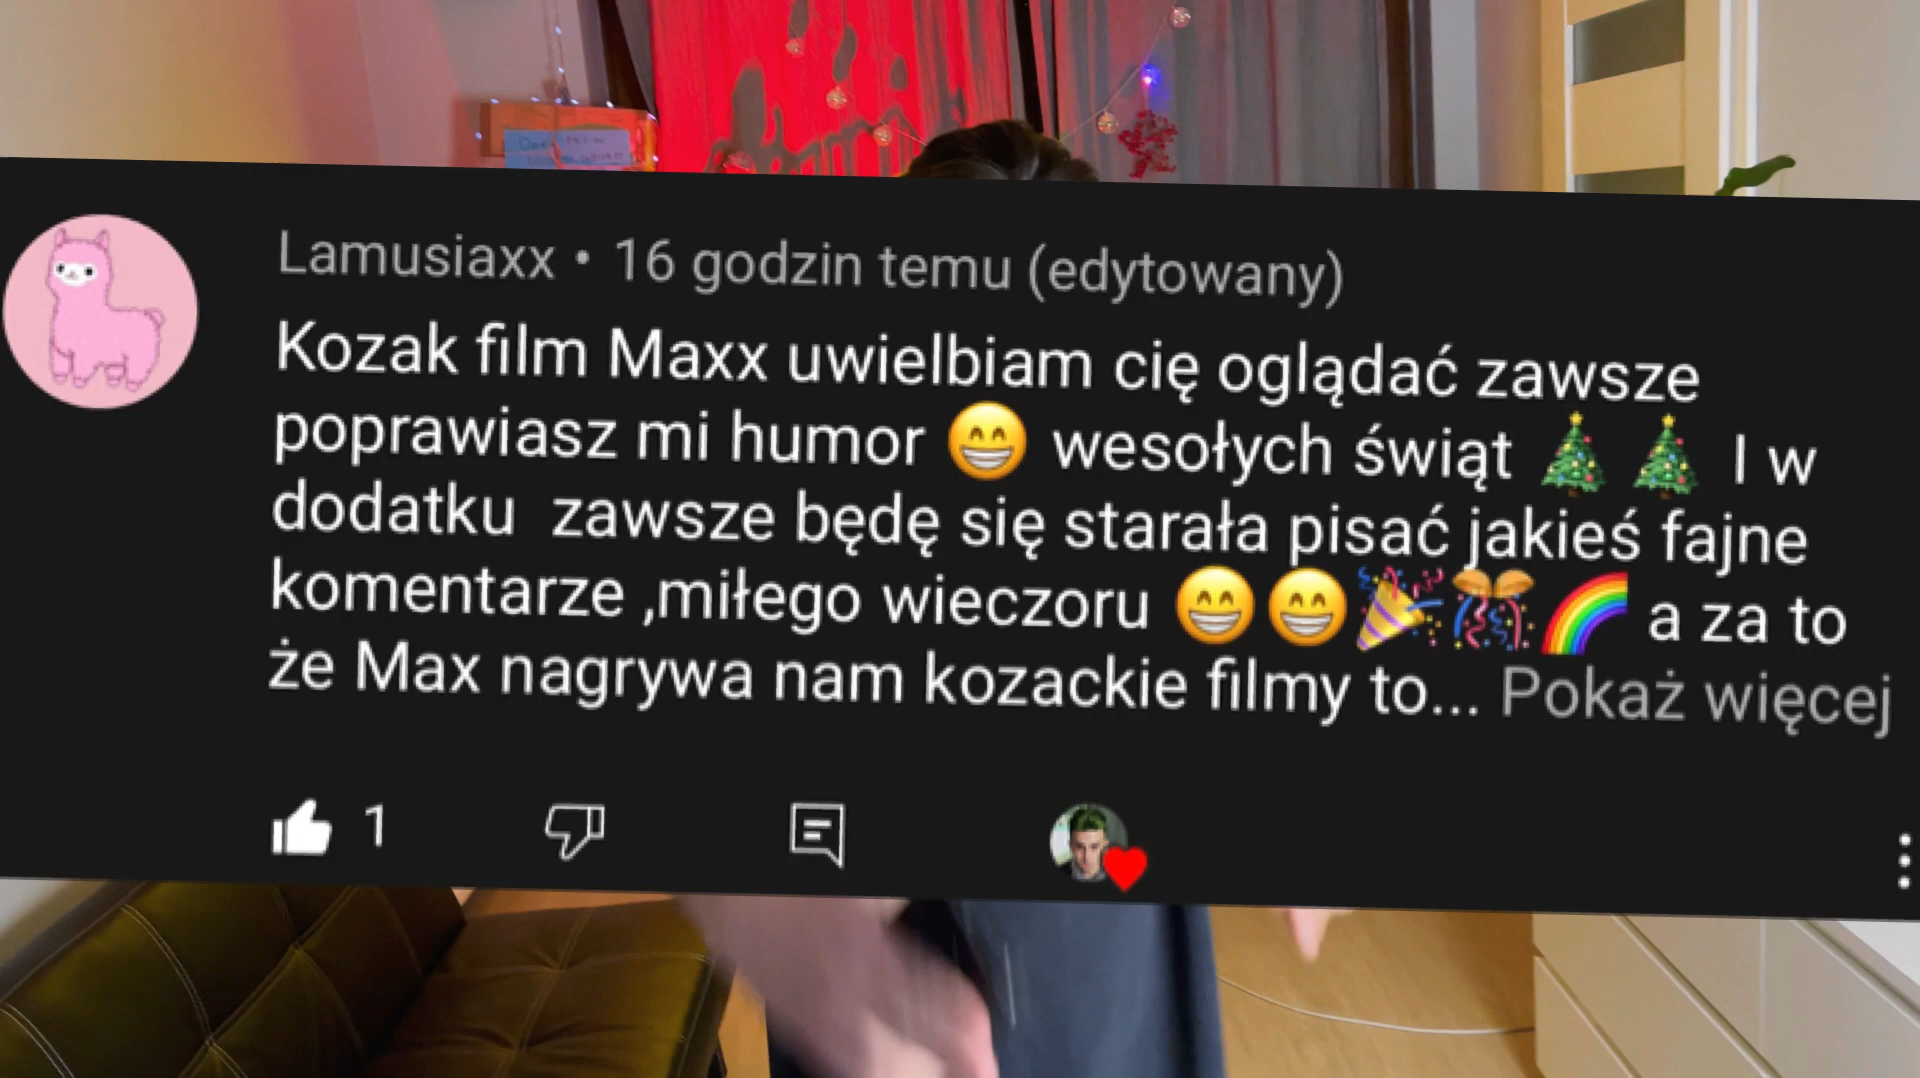 Lamusiaxx • 16 godzin temu (edytowany)
Kozak film Maxx uwielbiam cię oglądać zawsze
poprawiasz mi humor 😁 wesołych świąt 🎄🎄 I w
dodatku zawsze będę się starała pisać jakieś fajne
komentarze ,miłego wieczoru 😁😁🎉🎊🌈 a za to
że Max nagrywa nam kozackie filmy to... Pokaż więcej
1